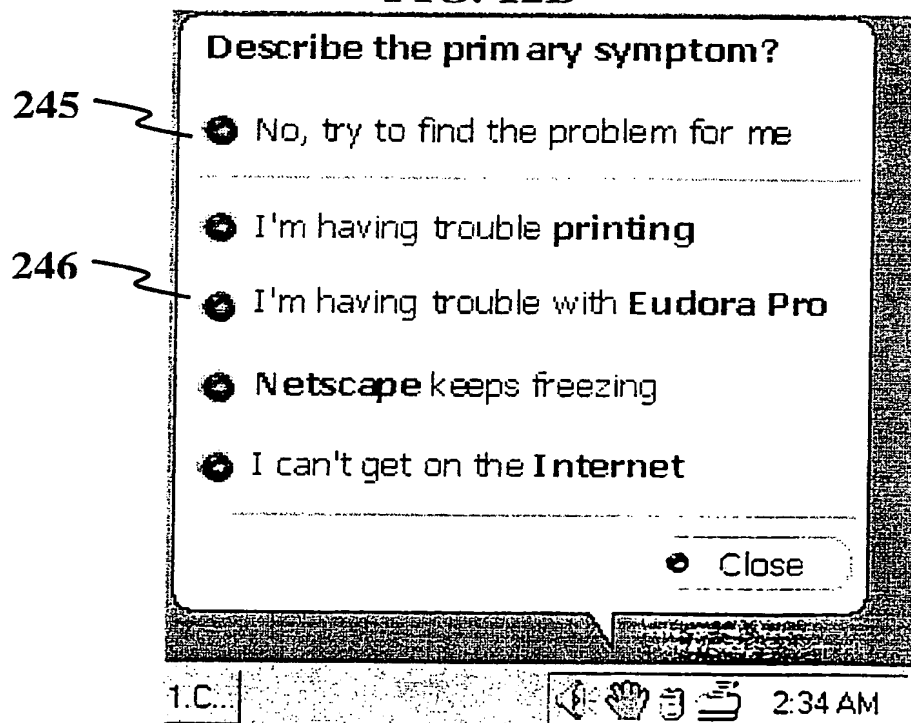 Describe the primary symptom?
245
No, try to find the problem for me
I'm having trouble printing
246
I'm having trouble with Eudora Pro
Netscape keeps freezing
I can't get on the Internet
Close
1.C...
2:34 AM